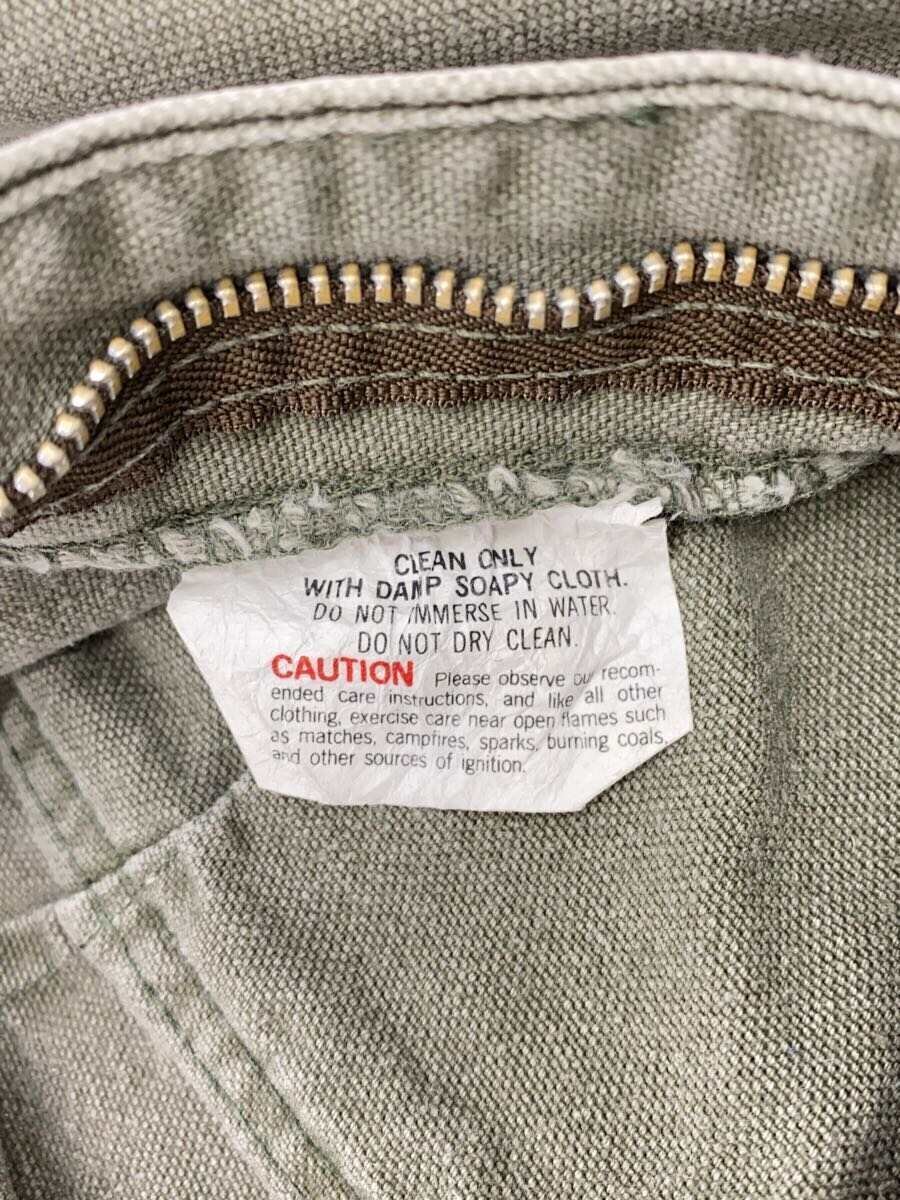 CLEAN ONLY
WITH DAMP SOAPY CLOTH.
DO NOT IMMERSE IN WATER.
DO NOT DRY CLEAN.
CAUTION Please observe our recom-
ended care instructions, and like all other
clothing, exercise care near open flames such
as matches, campfires, sparks, burning coals,
and other sources of ignition.